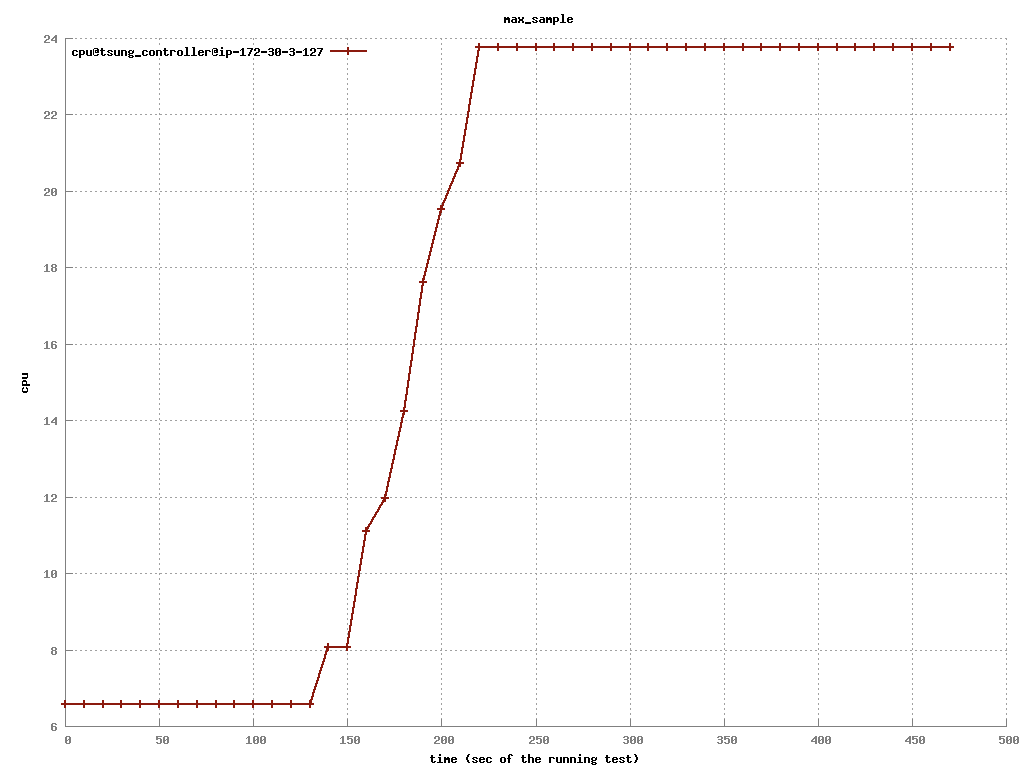 max_sample
cpu@tsung_controller@ip-172-30-3-127
24
22
20
18
16
14
12
10
8
6
cpu
0 50 100 150 200 250 300 350 400 450 500
time (sec of the running test)